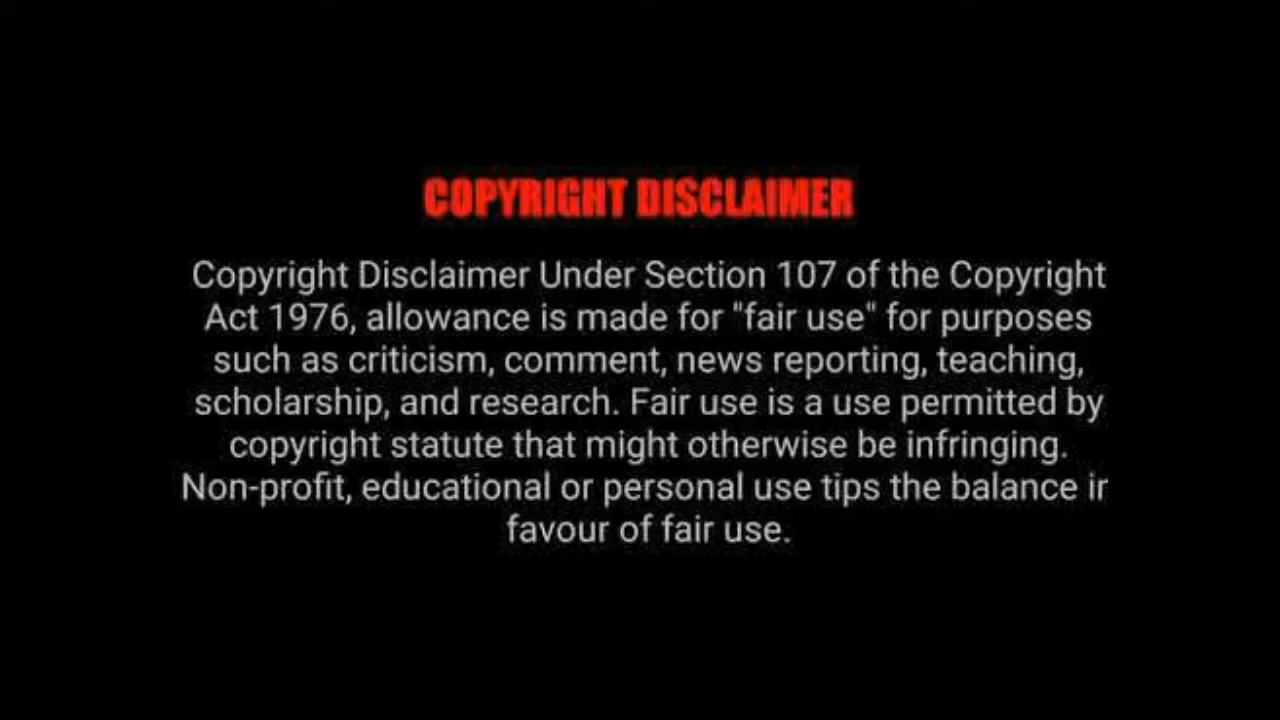 COPYRIGHT DISCLAIMER
Copyright Disclaimer Under Section 107 of the Copyright
Act 1976, allowance is made for "fair use" for purposes
such as criticism, comment, news reporting, teaching,
scholarship, and research. Fair use is a use permitted by
copyright statute that might otherwise be infringing.
Non-profit, educational or personal use tips the balance
favour of fair use.